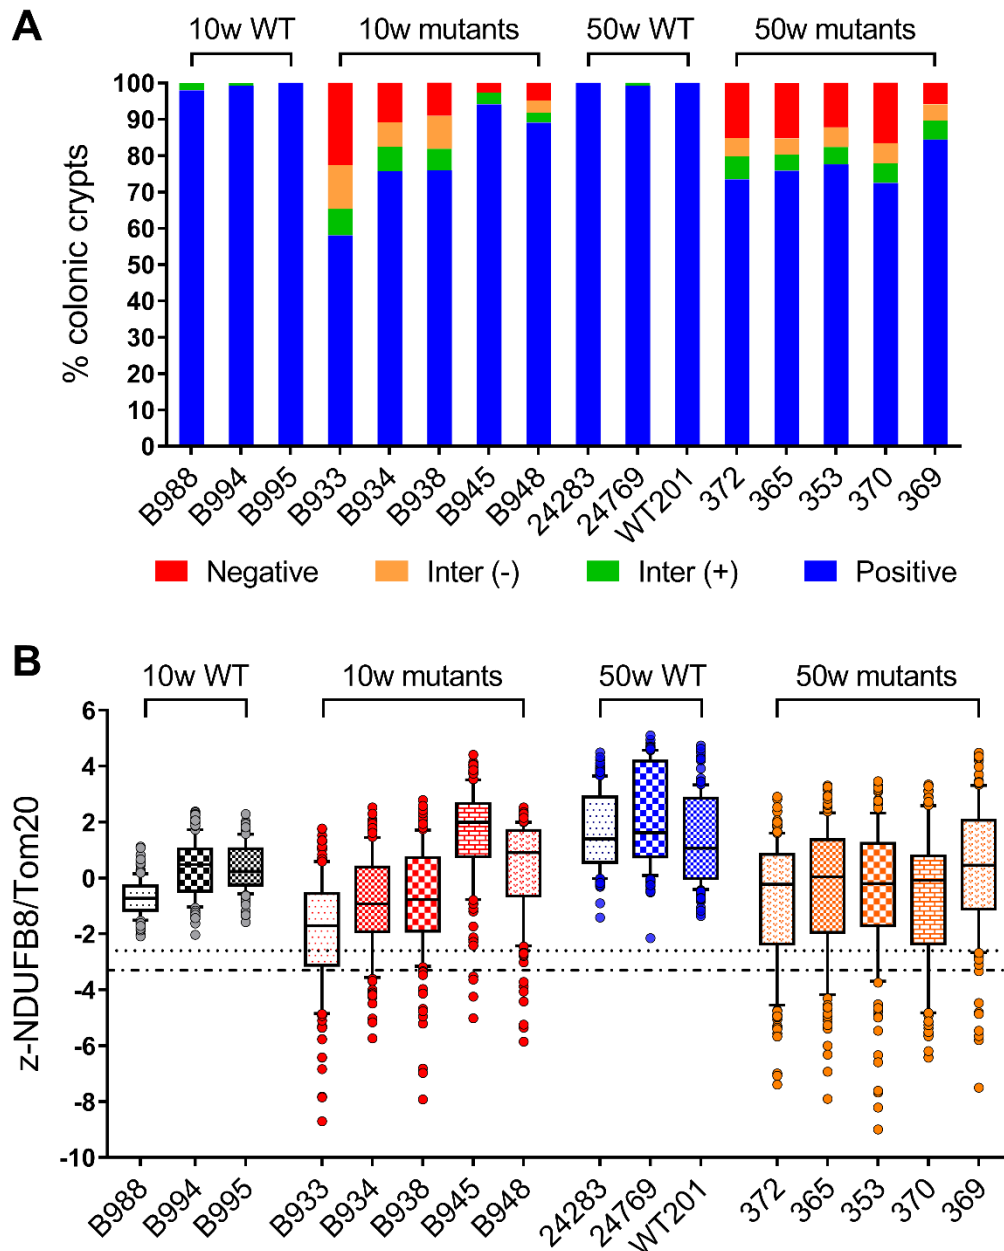 A
10w WT 10w mutants 50w WT 50w mutants
% colonic crypts
100
90
80
70
60
50
40
30
20
10
0
B988 B994 B995 B933 B934 B938 B945 B948 24283 24769 WT201 372 365 353 370 369
Negative Inter (-) Inter (+) Positive
B
10w WT 10w mutants 50w WT 50w mutants
z-NDUFB8/Tom20
6
4
2
0
-2
-4
-6
-8
-10
B988 B994 B995 B933 B934 B938 B945 B948 24283 24769 WT201 372 365 353 370 369